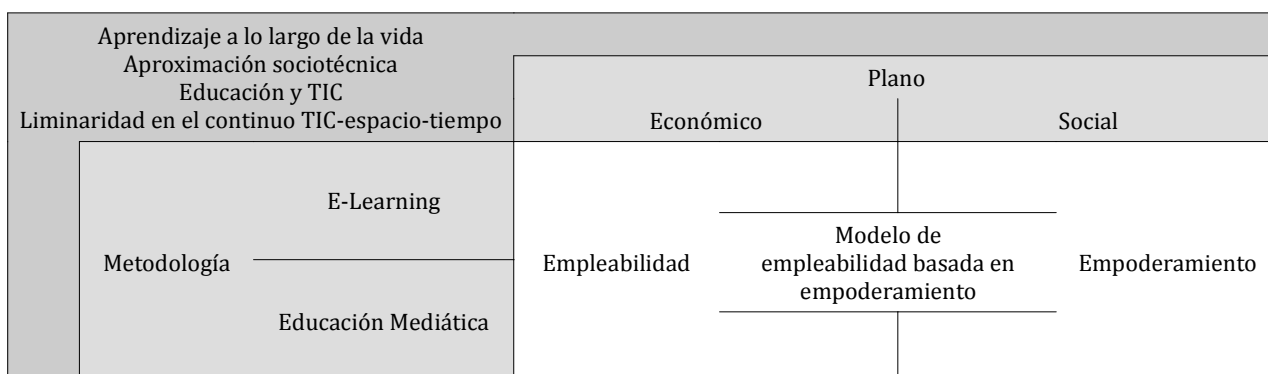 Aprendizaje a lo largo de la vida
Aproximación sociotécnica
Educación y TIC
Liminaridad en el continuo TIC-espacio-tiempo
Plano
Económico
Social
Metodología
E-Learning
Educación Mediática
Empleabilidad
Modelo de
empleabilidad basada en
empoderamiento
Empoderamiento